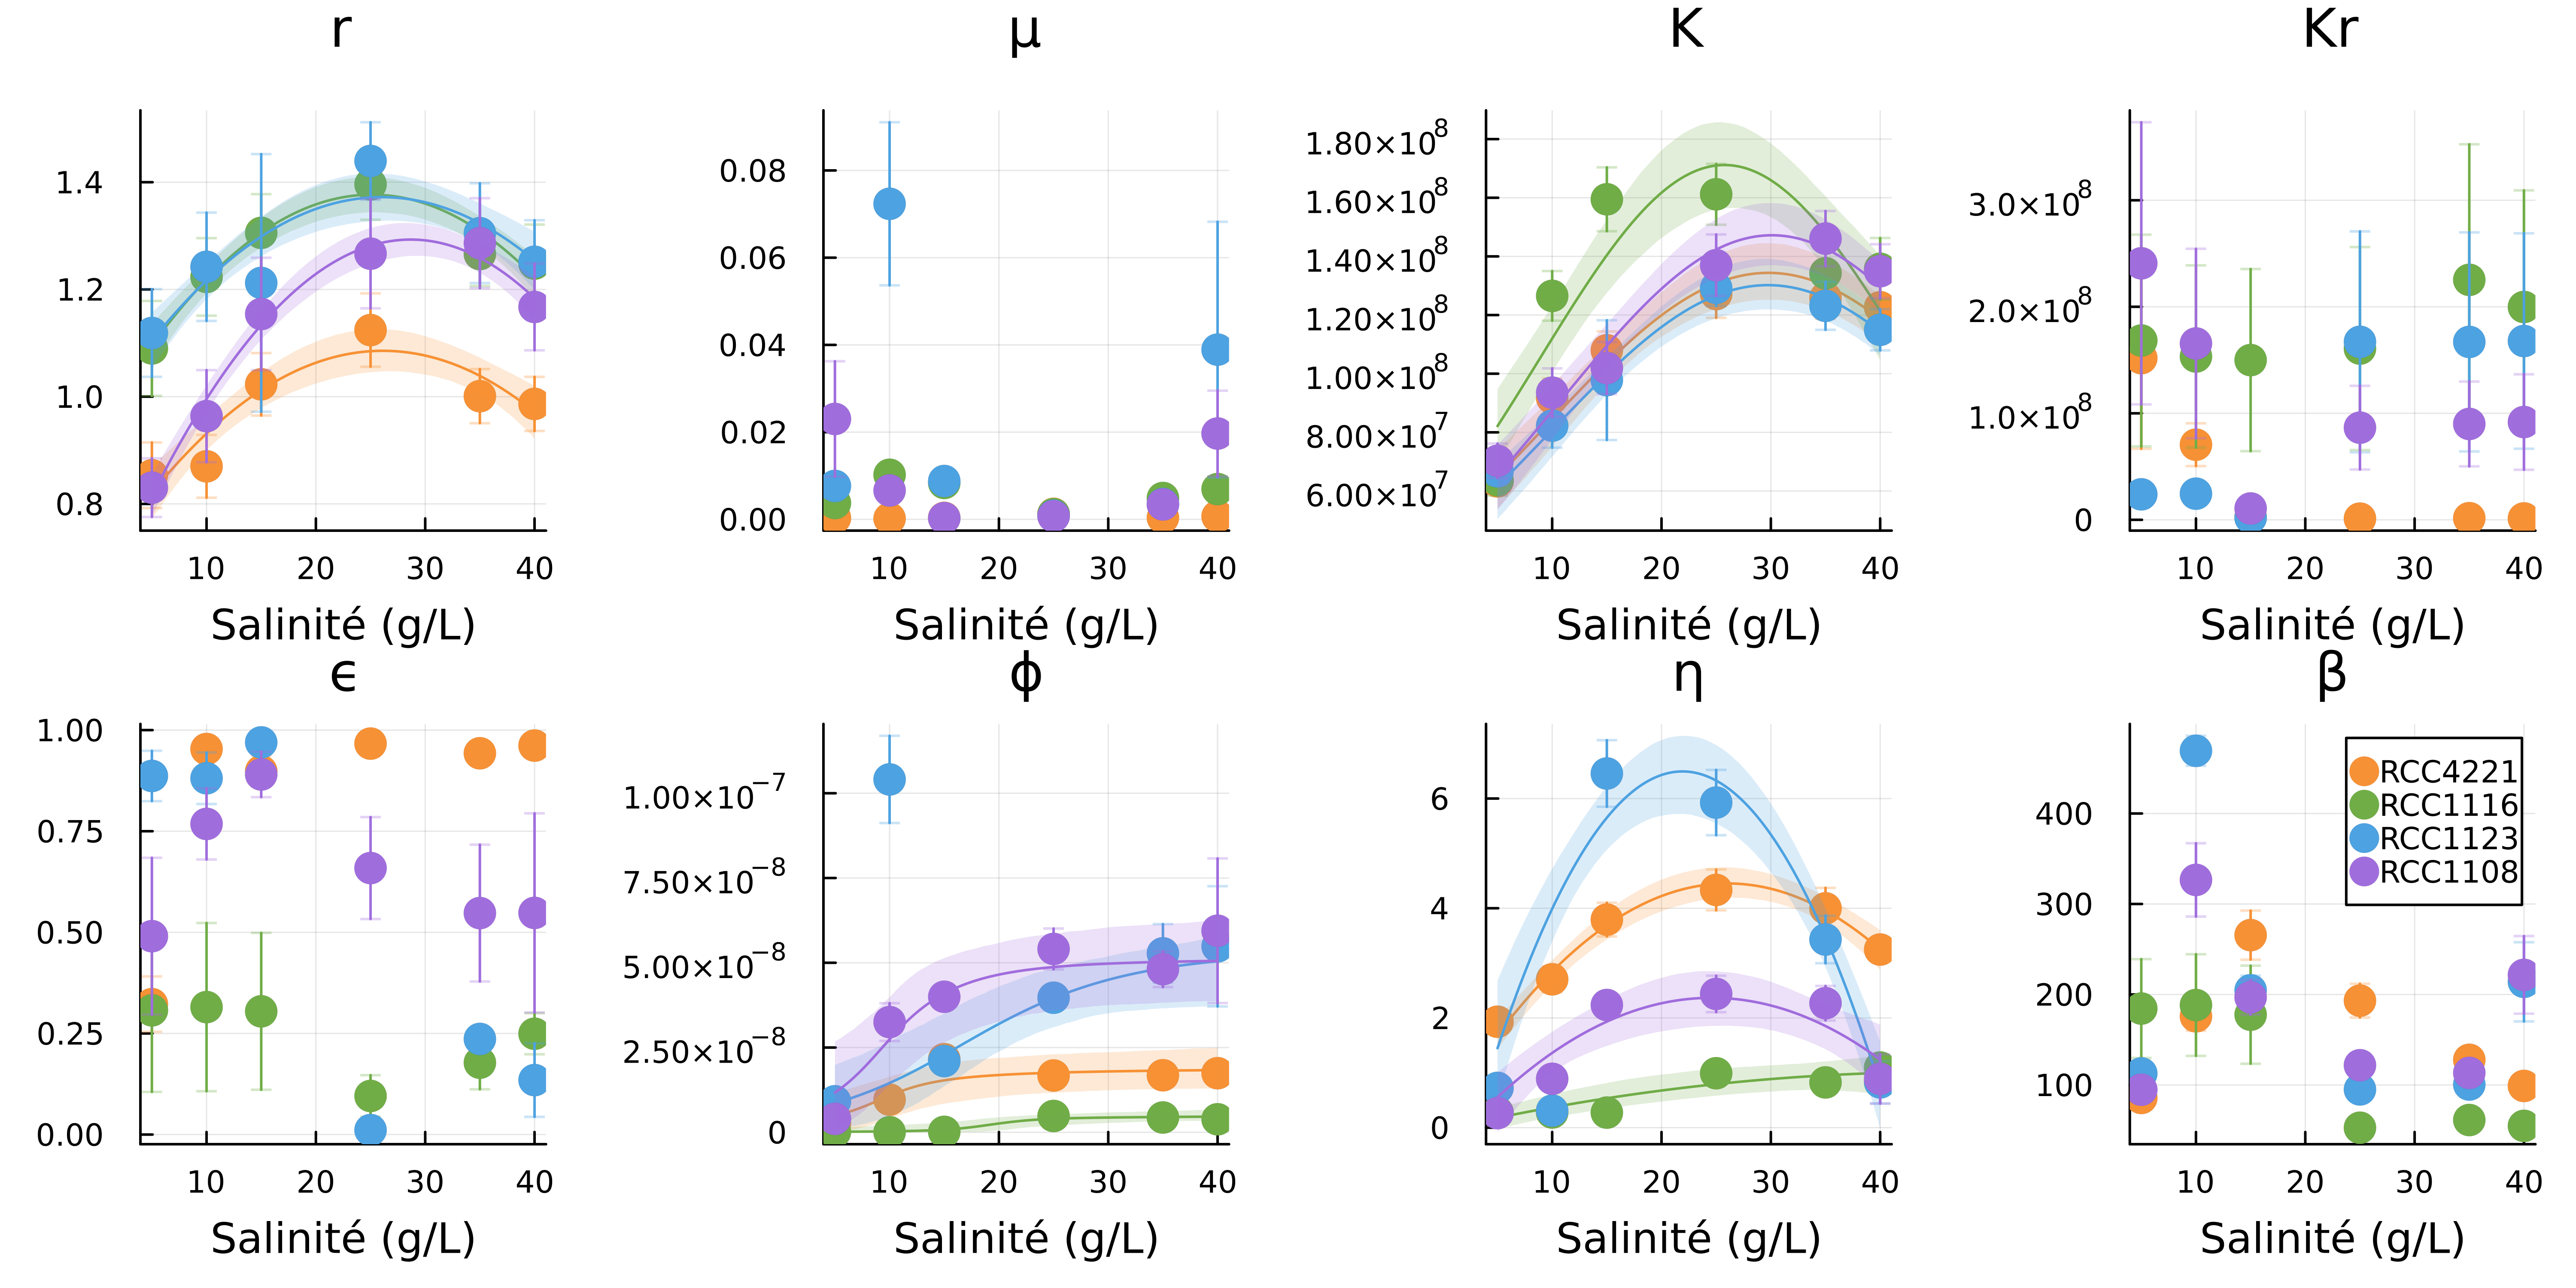 r μ K Kr
1.4
1.2
1.0
0.8
10 20 30 40
Salinité (g/L)
0.08
0.06
0.04
0.02
0.00
10 20 30 40
Salinité (g/L)
1.80×10⁸
1.60×10⁸
1.40×10⁸
1.20×10⁸
1.00×10⁸
8.00×10⁷
6.00×10⁷
10 20 30 40
Salinité (g/L)
3.0×10⁸
2.0×10⁸
1.0×10⁸
0
10 20 30 40
Salinité (g/L)
ϵ ϕ η β
1.00
0.75
0.50
0.25
0.00
10 20 30 40
Salinité (g/L)
1.00×10⁻⁷
7.50×10⁻⁸
5.00×10⁻⁸
2.50×10⁻⁸
0
10 20 30 40
Salinité (g/L)
6
4
2
0
10 20 30 40
Salinité (g/L)
400
300
200
100
10 20 30 40
Salinité (g/L)
RCC4221
RCC1116
RCC1123
RCC1108